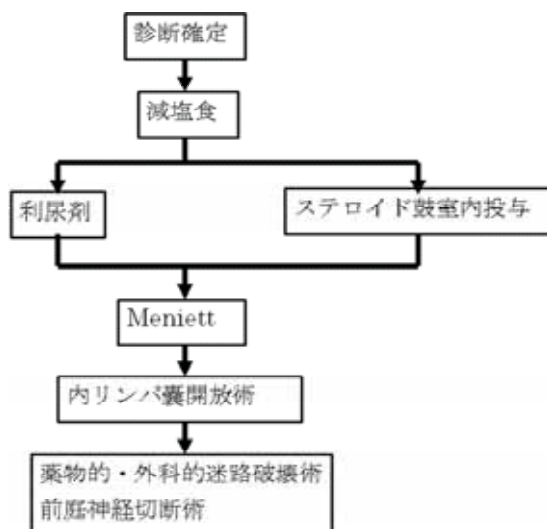 診断確定
減塩食
利尿剤
ステロイド鼓室内投与
Meniett
内リンパ嚢開放術
薬物的・外科的迷路破壊術
前庭神経切断術